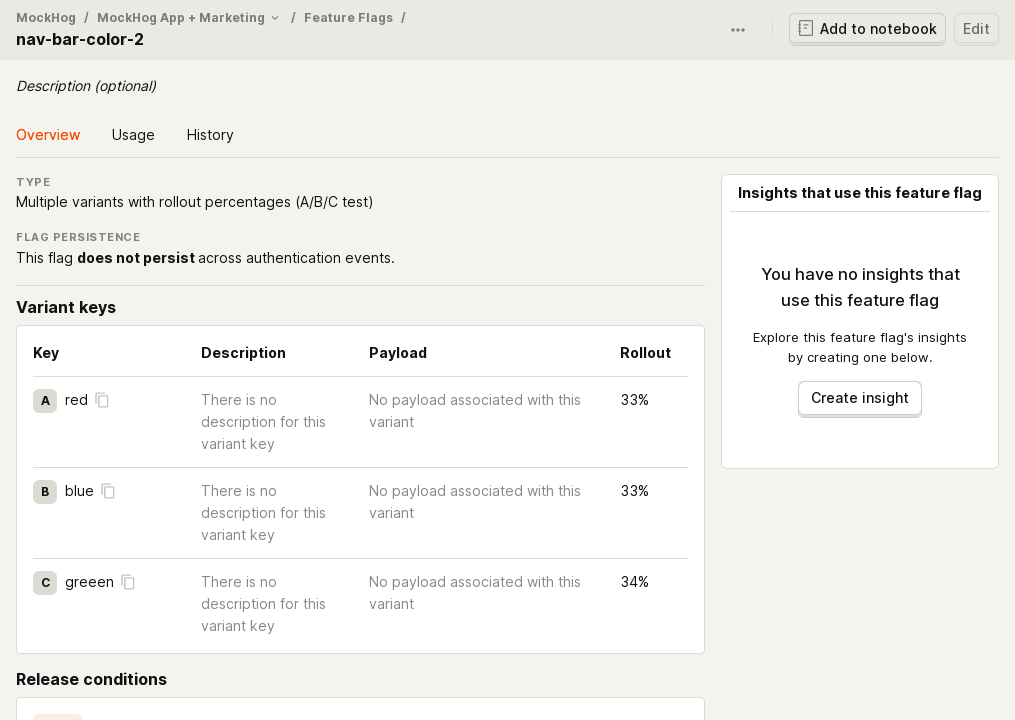 MockHog / MockHog App + Marketing / Feature Flags /
nav-bar-color-2
Add to notebook
Edit
Description (optional)
Overview
Usage
History
TYPE
Multiple variants with rollout percentages (A/B/C test)
FLAG PERSISTENCE
This flag does not persist across authentication events.
Variant keys
Key Description Payload Rollout
A red
There is no
description for this
variant key
No payload associated with this
variant
33%
B blue
There is no
description for this
variant key
No payload associated with this
variant
33%
C greeen
There is no
description for this
variant key
No payload associated with this
variant
34%
Release conditions
Insights that use this feature flag
You have no insights that
use this feature flag
Explore this feature flag's insights
by creating one below.
Create insight